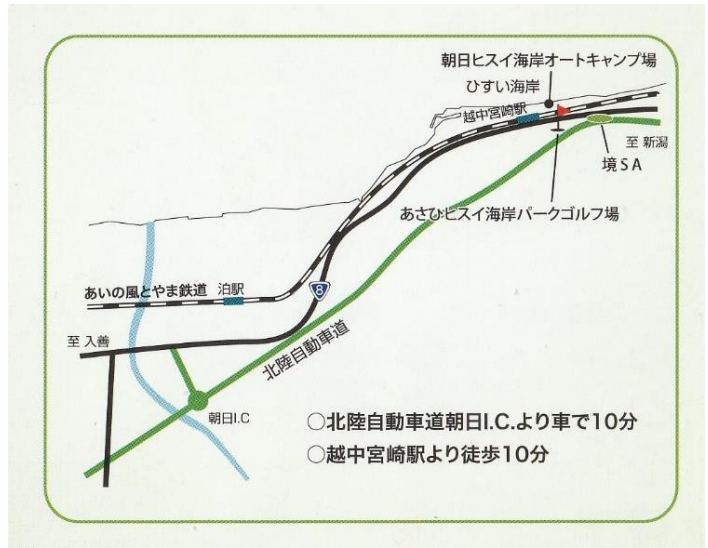 朝日ヒスイ海岸オートキャンプ場
ひすい海岸
越中宮崎駅
至 新潟
境SA
あさひヒスイ海岸パークゴルフ場
あいの風とやま鉄道
泊駅
8
至 入善
北陸自動車道
朝日I.C
○北陸自動車道朝日I.C.より車で10分
○越中宮崎駅より徒歩10分